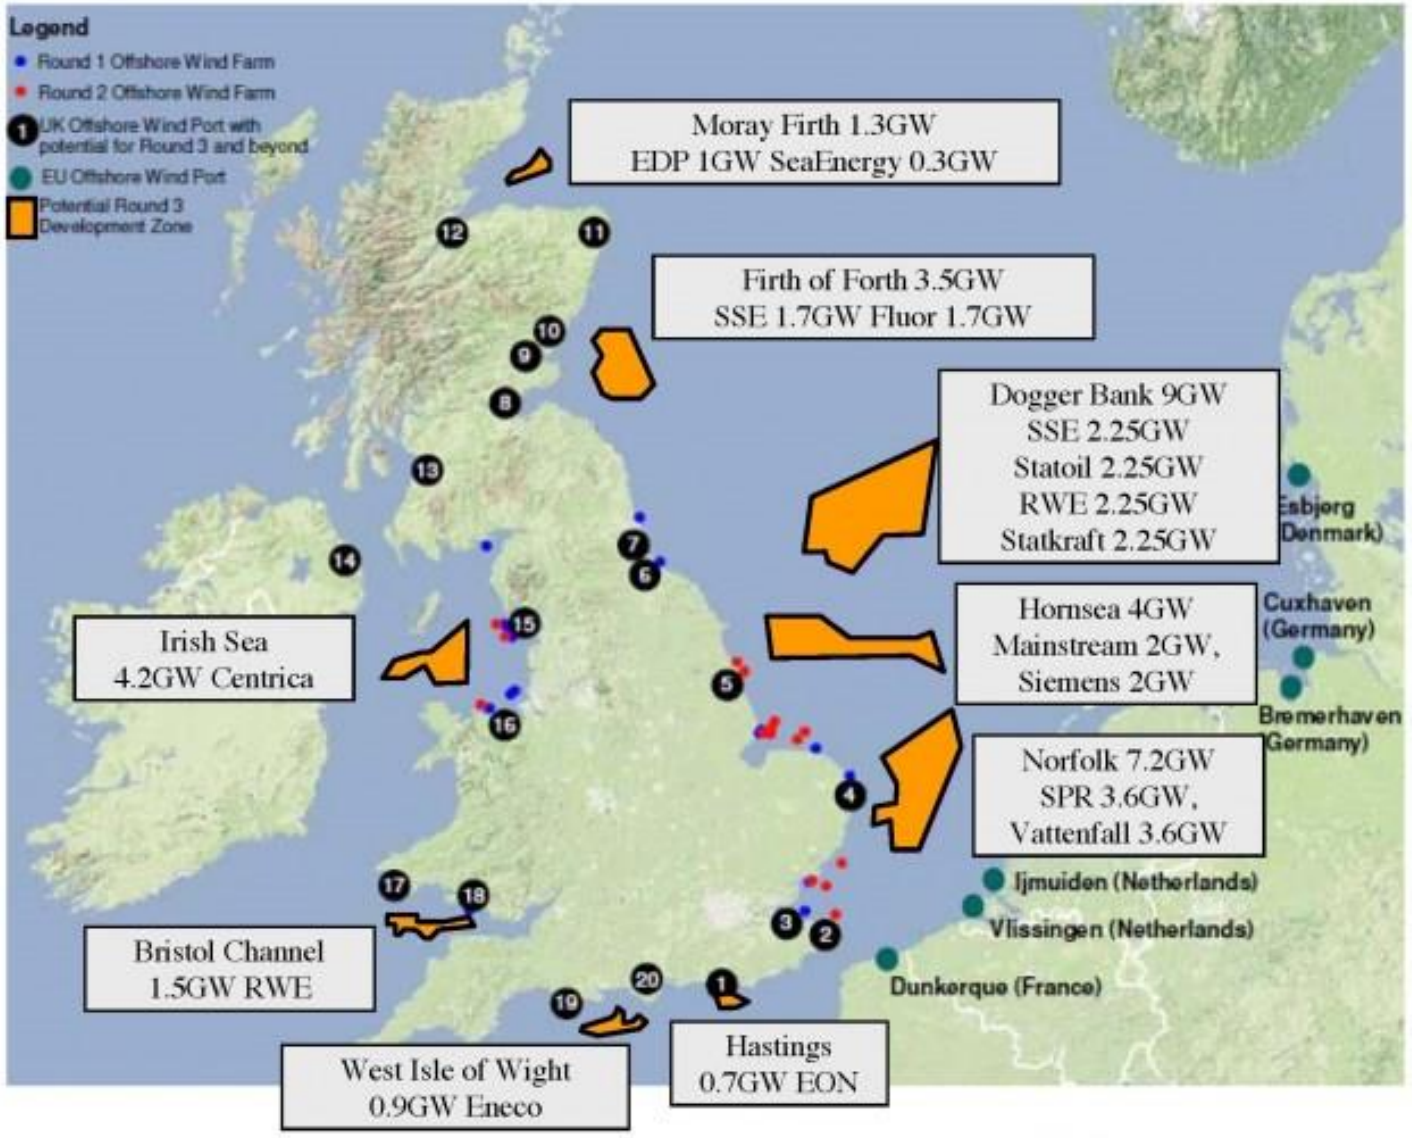 Legend
Round 1 Offshore Wind Farm
Round 2 Offshore Wind Farm
1 UK Offshore Wind Port with
potential for Round 3 and beyond
EU Offshore Wind Port
Potential Round 3
Development Zone
Moray Firth 1.3GW
EDP 1GW SeaEnergy 0.3GW
12
11
Firth of Forth 3.5GW
SSE 1.7GW Fluor 1.7GW
10
9
8
13
Dogger Bank 9GW
SSE 2.25GW
Statoil 2.25GW
RWE 2.25GW
Statkraft 2.25GW
Esbjerg
(Denmark)
7
6
14
15
Irish Sea
4.2GW Centrica
Hornsea 4GW
Mainstream 2GW,
Siemens 2GW
Cuxhaven
(Germany)
5
16
Bremerhaven
(Germany)
Norfolk 7.2GW
SPR 3.6GW,
Vattenfall 3.6GW
4
17
18
Ijmuiden (Netherlands)
3
2
Vlissingen (Netherlands)
Bristol Channel
1.5GW RWE
20
1
19
Dunkerque (France)
West Isle of Wight
0.9GW Eneco
Hastings
0.7GW EON